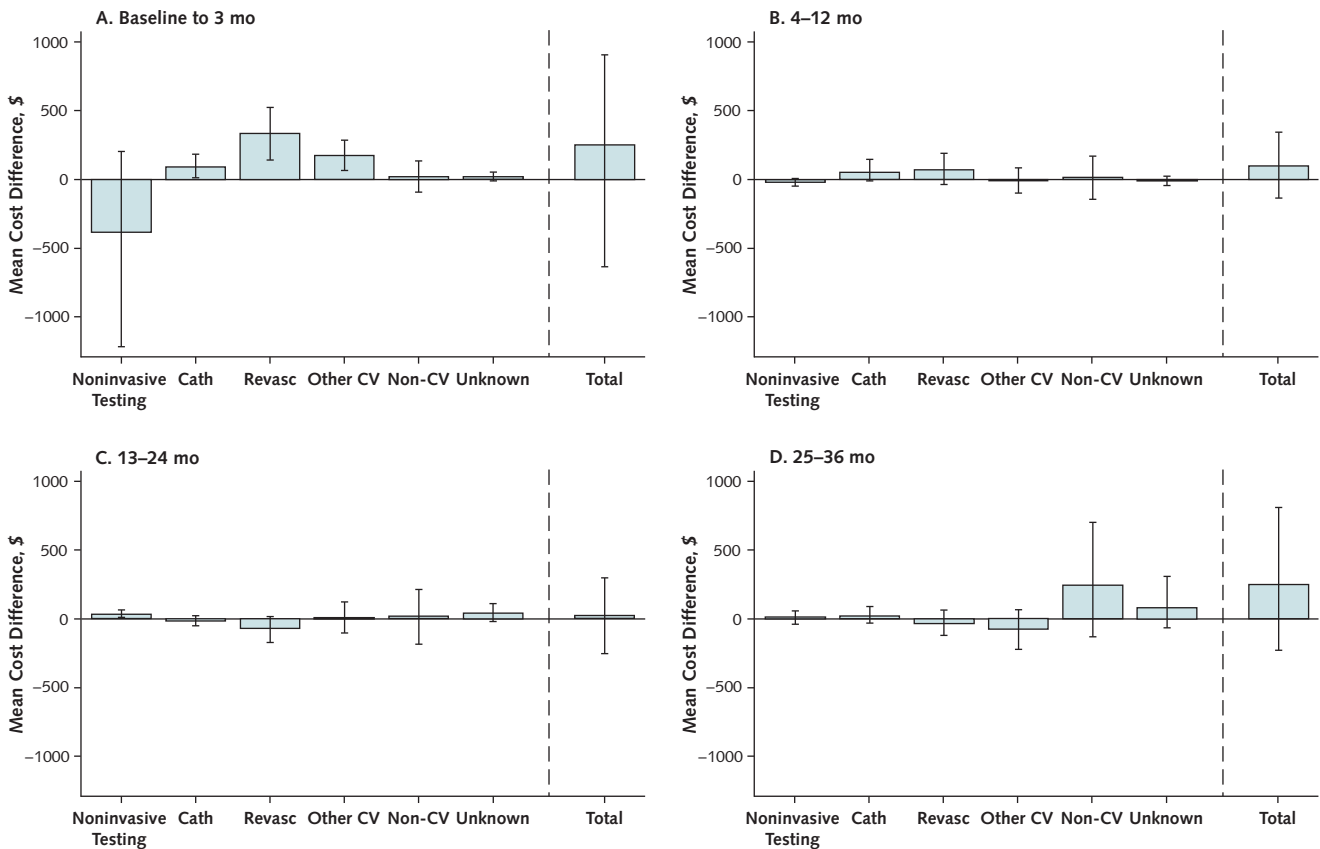 A. Baseline to 3 mo
Mean Cost Difference, $
1000
500
0
−500
−1000
Noninvasive Testing
Cath
Revasc
Other CV
Non-CV
Unknown
Total
B. 4–12 mo
Mean Cost Difference, $
1000
500
0
−500
−1000
Noninvasive Testing
Cath
Revasc
Other CV
Non-CV
Unknown
Total
C. 13–24 mo
Mean Cost Difference, $
1000
500
0
−500
−1000
Noninvasive Testing
Cath
Revasc
Other CV
Non-CV
Unknown
Total
D. 25–36 mo
Mean Cost Difference, $
1000
500
0
−500
−1000
Noninvasive Testing
Cath
Revasc
Other CV
Non-CV
Unknown
Total